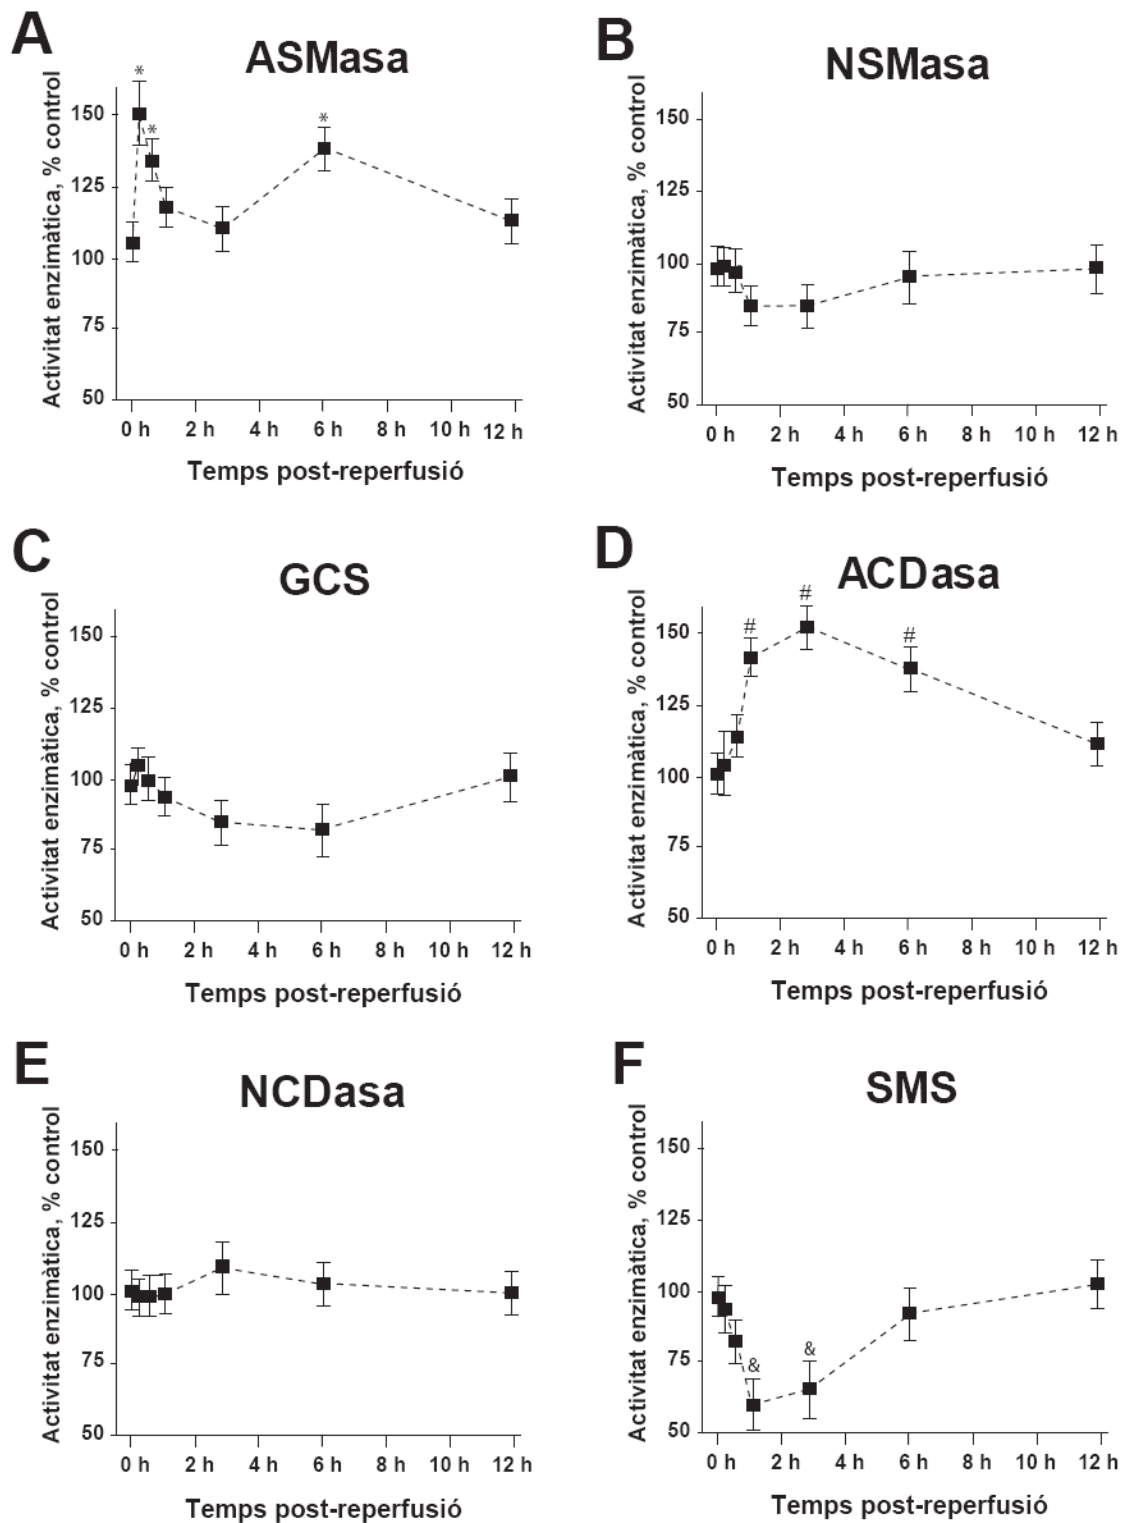 A
ASMasa
Activitat enzimàtica, % control
150
125
100
75
50
*
*
*
0 h 2 h 4 h 6 h 8 h 10 h 12 h
Temps post-reperfusió
B
NSMasa
Activitat enzimàtica, % control
150
125
100
75
50
0 h 2 h 4 h 6 h 8 h 10 h 12 h
Temps post-reperfusió
C
GCS
Activitat enzimàtica, % control
150
125
100
75
50
0 h 2 h 4 h 6 h 8 h 10 h 12 h
Temps post-reperfusió
D
ACDasa
Activitat enzimàtica, % control
150
125
100
75
50
#
#
#
0 h 2 h 4 h 6 h 8 h 10 h 12 h
Temps post-reperfusió
E
NCDasa
Activitat enzimàtica, % control
150
125
100
75
50
0 h 2 h 4 h 6 h 8 h 10 h 12 h
Temps post-reperfusió
F
SMS
Activitat enzimàtica, % control
150
125
100
75
50
&
&
0 h 2 h 4 h 6 h 8 h 10 h 12 h
Temps post-reperfusió